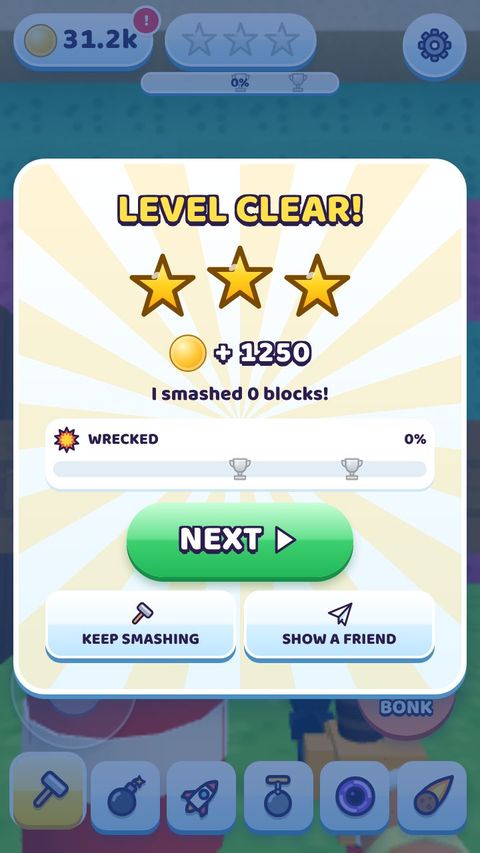 31.2k
!
0%
LEVEL CLEAR!
+ 1250
I smashed 0 blocks!
WRECKED 0%
NEXT
KEEP SMASHING
SHOW A FRIEND
BONK